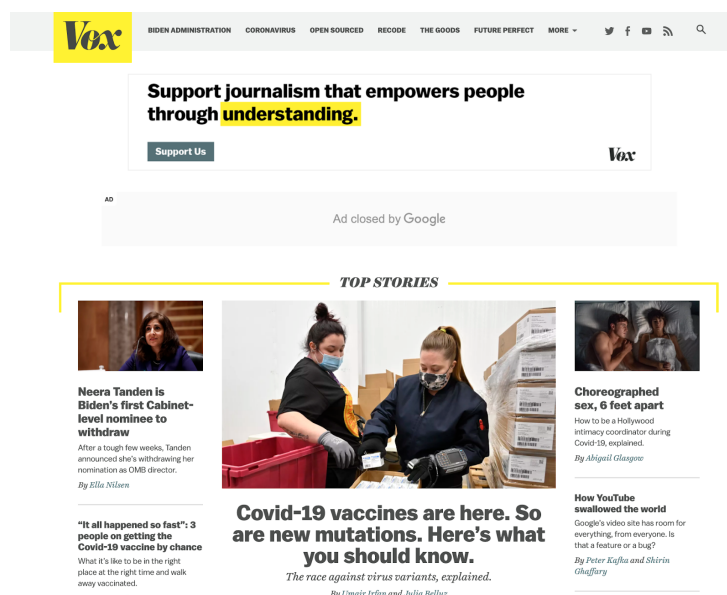 Vox
BIDEN ADMINISTRATION CORONAVIRUS OPEN SOURCED RECODE THE GOODS FUTURE PERFECT MORE
Support journalism that empowers people
through understanding.
Support Us
Vox
AD
Ad closed by Google
TOP STORIES
Neera Tanden is
Biden's first Cabinet-
level nominee to
withdraw
After a tough few weeks, Tanden
announced she's withdrawing her
nomination as OMB director.
By Ella Nilsen
"It all happened so fast": 3
people on getting the
Covid-19 vaccine by chance
What it's like to be in the right
place at the right time and walk
away vaccinated.
Covid-19 vaccines are here. So
are new mutations. Here's what
you should know.
The race against virus variants, explained.
By Umair Irfan and Julia Belluz
Choreographed
sex, 6 feet apart
How to be a Hollywood
intimacy coordinator during
Covid-19, explained.
By Abigail Glasgow
How YouTube
swallowed the world
Google's video site has room for
everything, from everyone. Is
that a feature or a bug?
By Peter Kafka and Shirin
Ghaffary